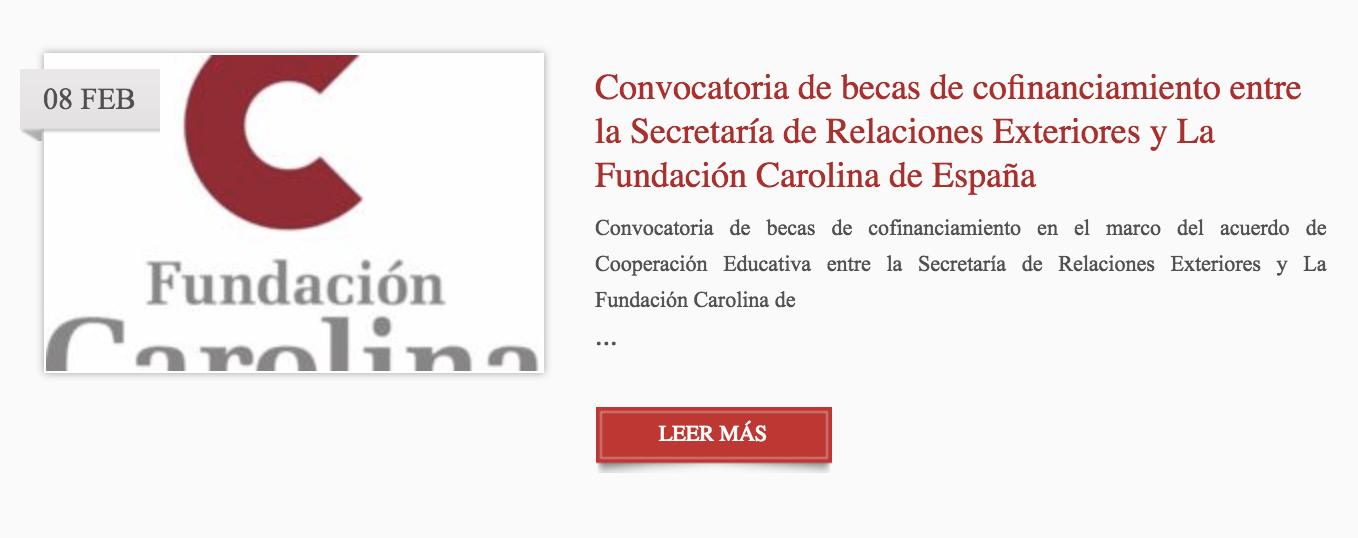 08 FEB
Fundación
Carolina
Convocatoria de becas de cofinanciamiento entre
la Secretaría de Relaciones Exteriores y La
Fundación Carolina de España
Convocatoria de becas de cofinanciamiento en el marco del acuerdo de
Cooperación Educativa entre la Secretaría de Relaciones Exteriores y La
Fundación Carolina de
...
LEER MÁS